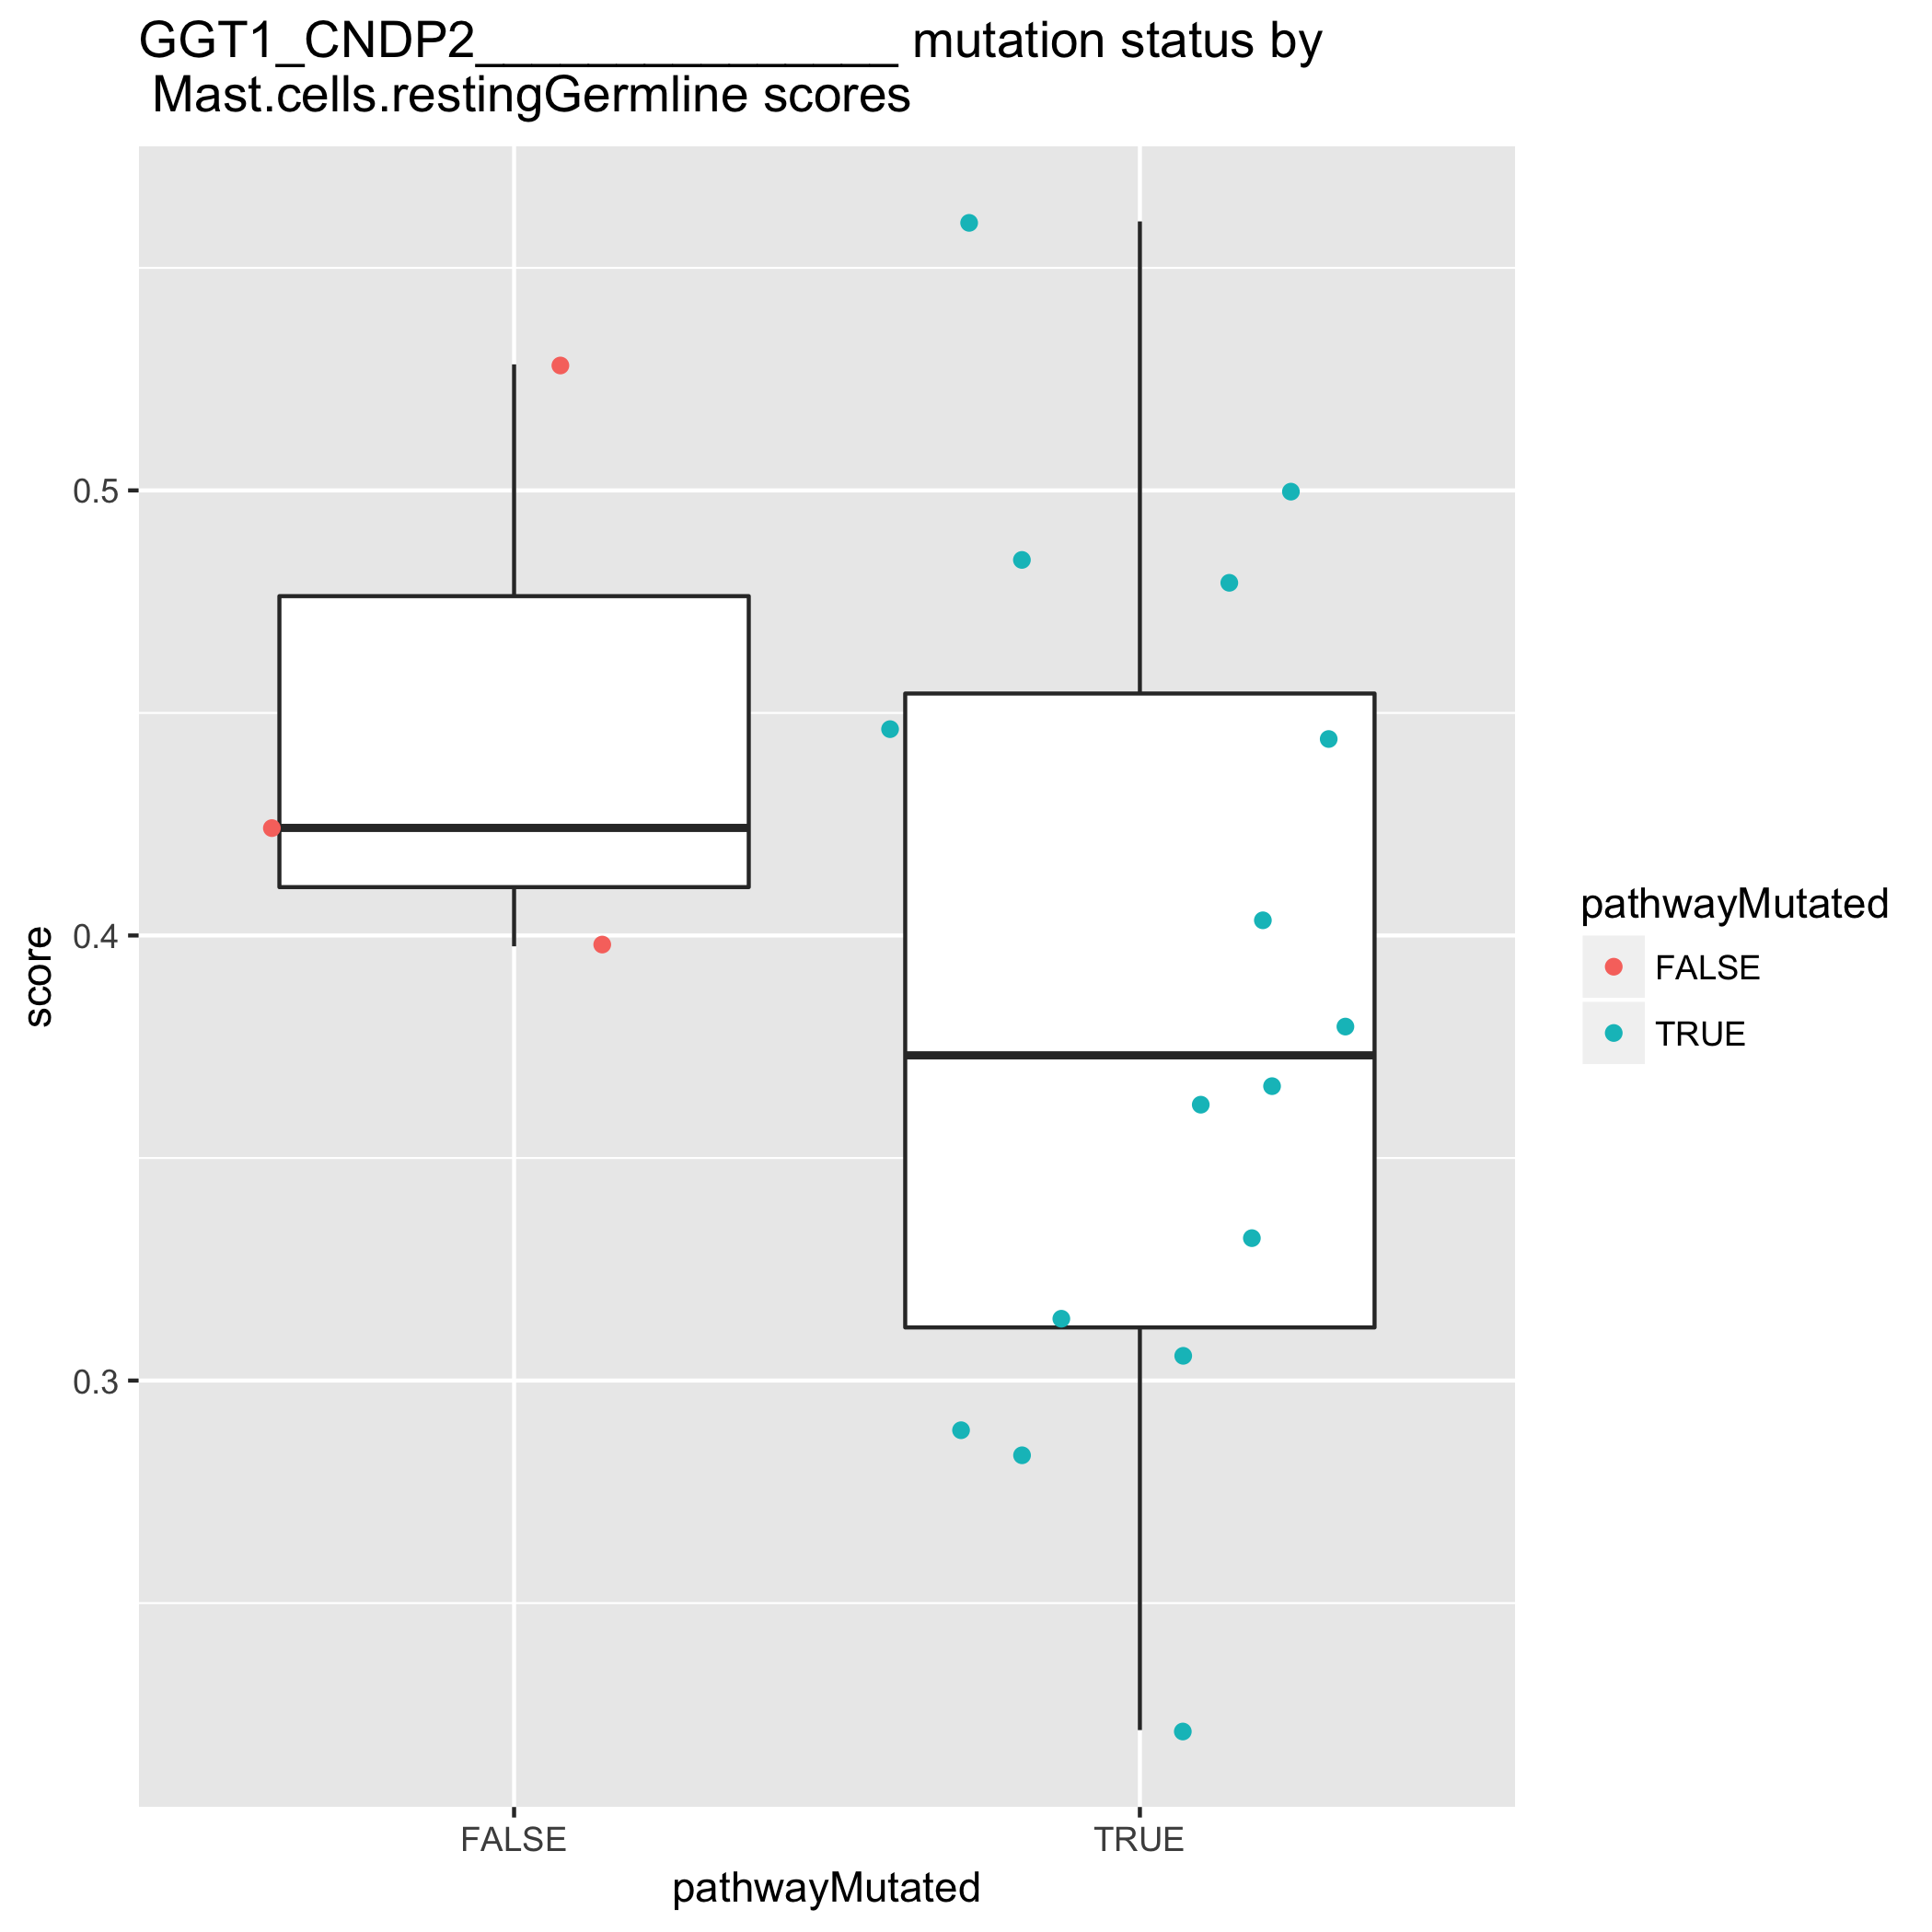 GGT1_CNDP2_______________ mutation status by
Mast.cells.restingGermline scores
0.5
0.4
0.3
score
FALSE
TRUE
pathwayMutated
pathwayMutated
FALSE
TRUE